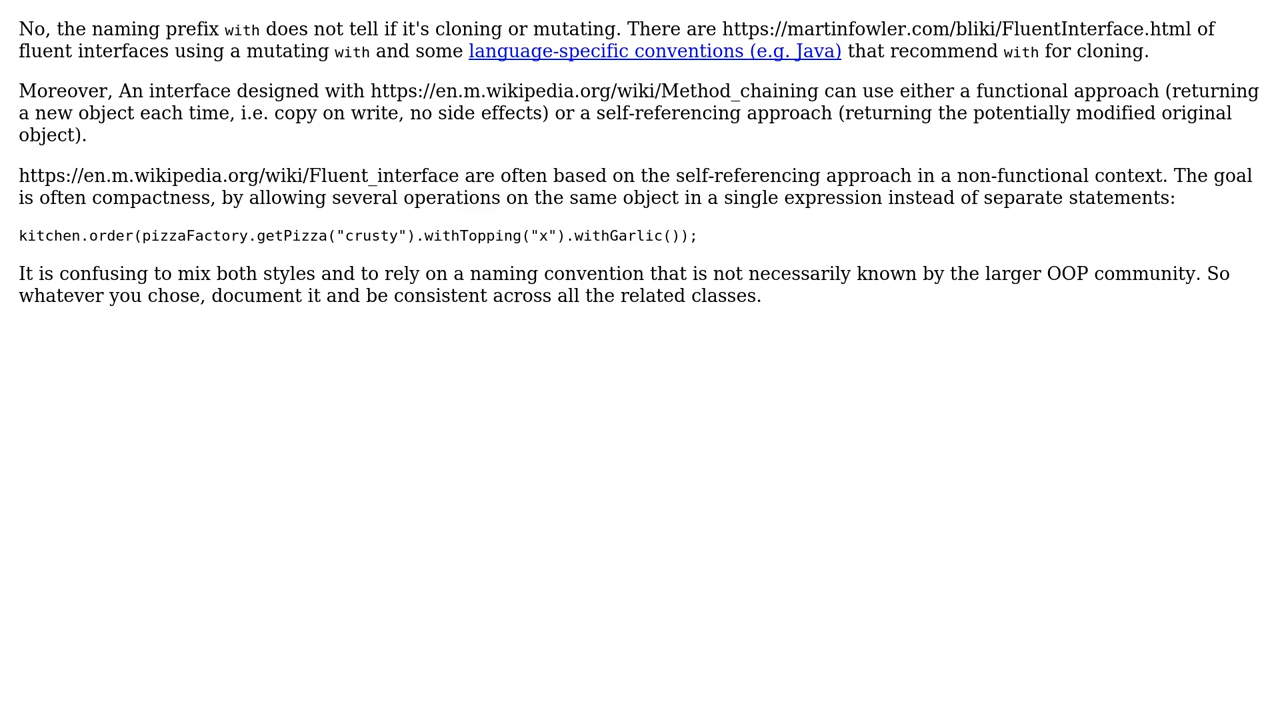 No, the naming prefix with does not tell if it's cloning or mutating. There are https://martinfowler.com/bliki/FluentInterface.html of
fluent interfaces using a mutating with and some language-specific conventions (e.g. Java) that recommend with for cloning.
Moreover, An interface designed with https://en.m.wikipedia.org/wiki/Method_chaining can use either a functional approach (returning
a new object each time, i.e. copy on write, no side effects) or a self-referencing approach (returning the potentially modified original
object).
https://en.m.wikipedia.org/wiki/Fluent_interface are often based on the self-referencing approach in a non-functional context. The goal
is often compactness, by allowing several operations on the same object in a single expression instead of separate statements:
kitchen.order(pizzaFactory.getPizza("crusty").withTopping("x").withGarlic());
It is confusing to mix both styles and to rely on a naming convention that is not necessarily known by the larger OOP community. So
whatever you chose, document it and be consistent across all the related classes.